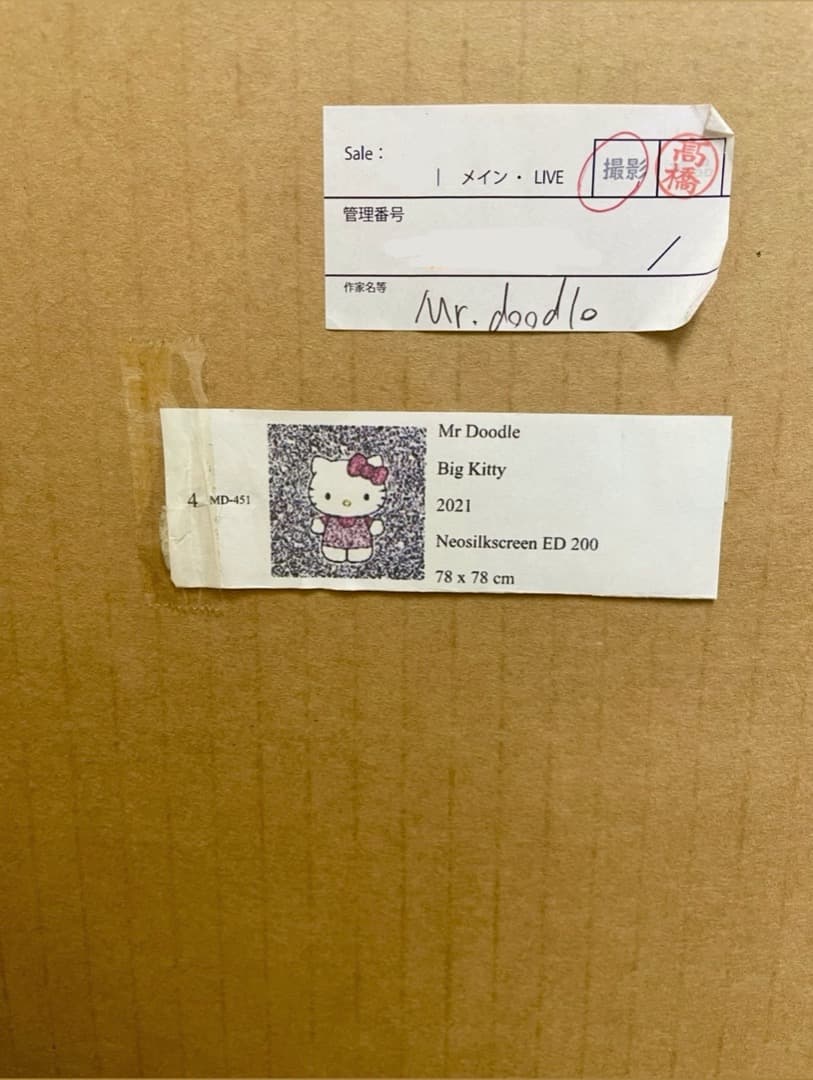 Sale：
| メイン・ LIVE 撮影 高橋
管理番号
/
作家名等 Mr. doodle
4 MD-451
Mr Doodle
Big Kitty
2021
Neosilkscreen ED 200
78 x 78 cm